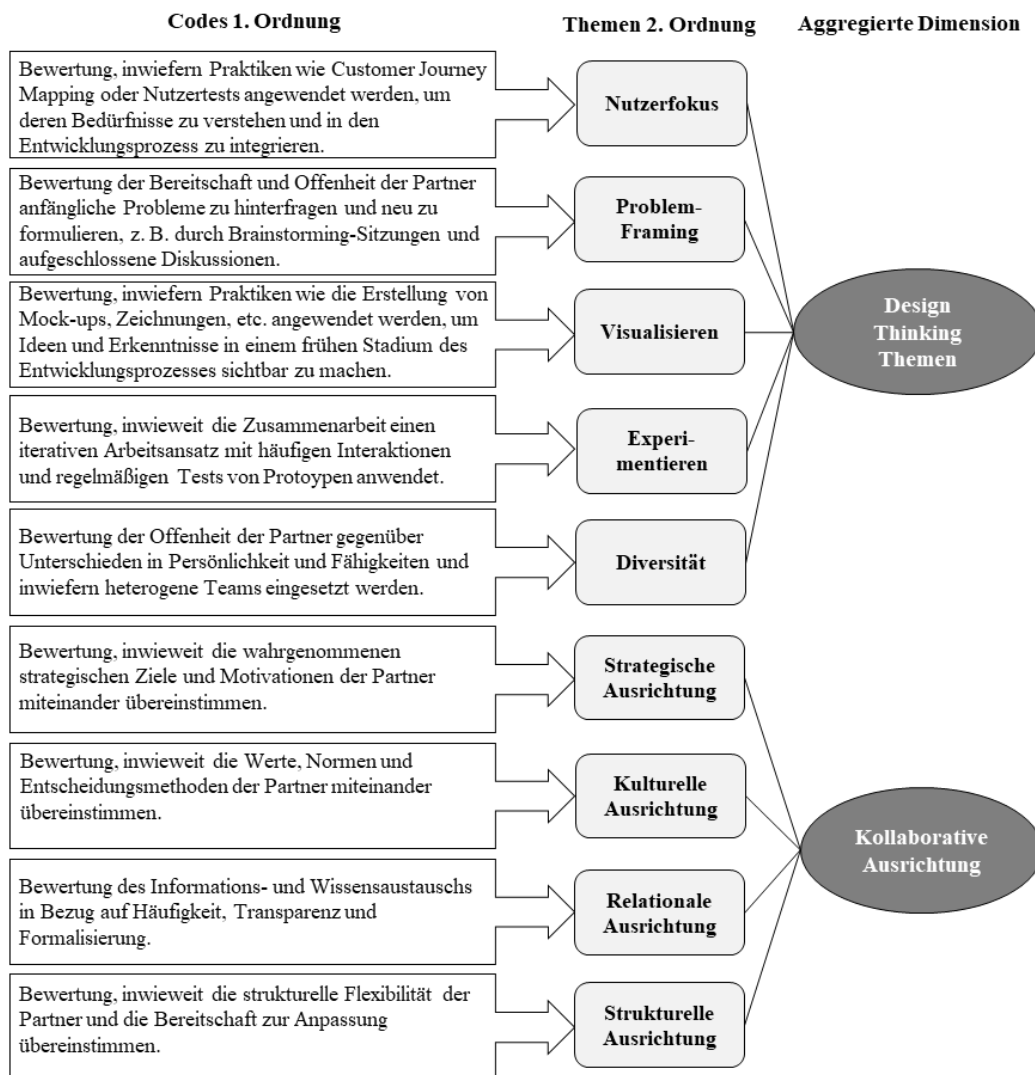 Codes 1. Ordnung
Themen 2. Ordnung
Aggregierte Dimension
Bewertung, inwiefern Praktiken wie Customer Journey
Mapping oder Nutzertests angewendet werden, um
deren Bedürfnisse zu verstehen und in den
Entwicklungsprozess zu integrieren.
Nutzerfokus
Bewertung der Bereitschaft und Offenheit der Partner
anfängliche Probleme zu hinterfragen und neu zu
formulieren, z. B. durch Brainstorming-Sitzungen und
aufgeschlossene Diskussionen.
Problem-
Framing
Bewertung, inwiefern Praktiken wie die Erstellung von
Mock-ups, Zeichnungen, etc. angewendet werden, um
Ideen und Erkenntnisse in einem frühen Stadium des
Entwicklungsprozesses sichtbar zu machen.
Visualisieren
Design
Thinking
Themen
Bewertung, inwieweit die Zusammenarbeit einen
iterativen Arbeitsansatz mit häufigen Interaktionen
und regelmäßigen Tests von Protoypen anwendet.
Experi-
mentieren
Bewertung der Offenheit der Partner gegenüber
Unterschieden in Persönlichkeit und Fähigkeiten und
inwiefern heterogene Teams eingesetzt werden.
Diversität
Bewertung, inwieweit die wahrgenommenen
strategischen Ziele und Motivationen der Partner
miteinander übereinstimmen.
Strategische
Ausrichtung
Bewertung, inwieweit die Werte, Normen und
Entscheidungsmethoden der Partner miteinander
übereinstimmen.
Kulturelle
Ausrichtung
Kollaborative
Ausrichtung
Bewertung des Informations- und Wissensaustauschs
in Bezug auf Häufigkeit, Transparenz und
Formalisierung.
Relationale
Ausrichtung
Bewertung, inwieweit die strukturelle Flexibilität der
Partner und die Bereitschaft zur Anpassung
übereinstimmen.
Strukturelle
Ausrichtung